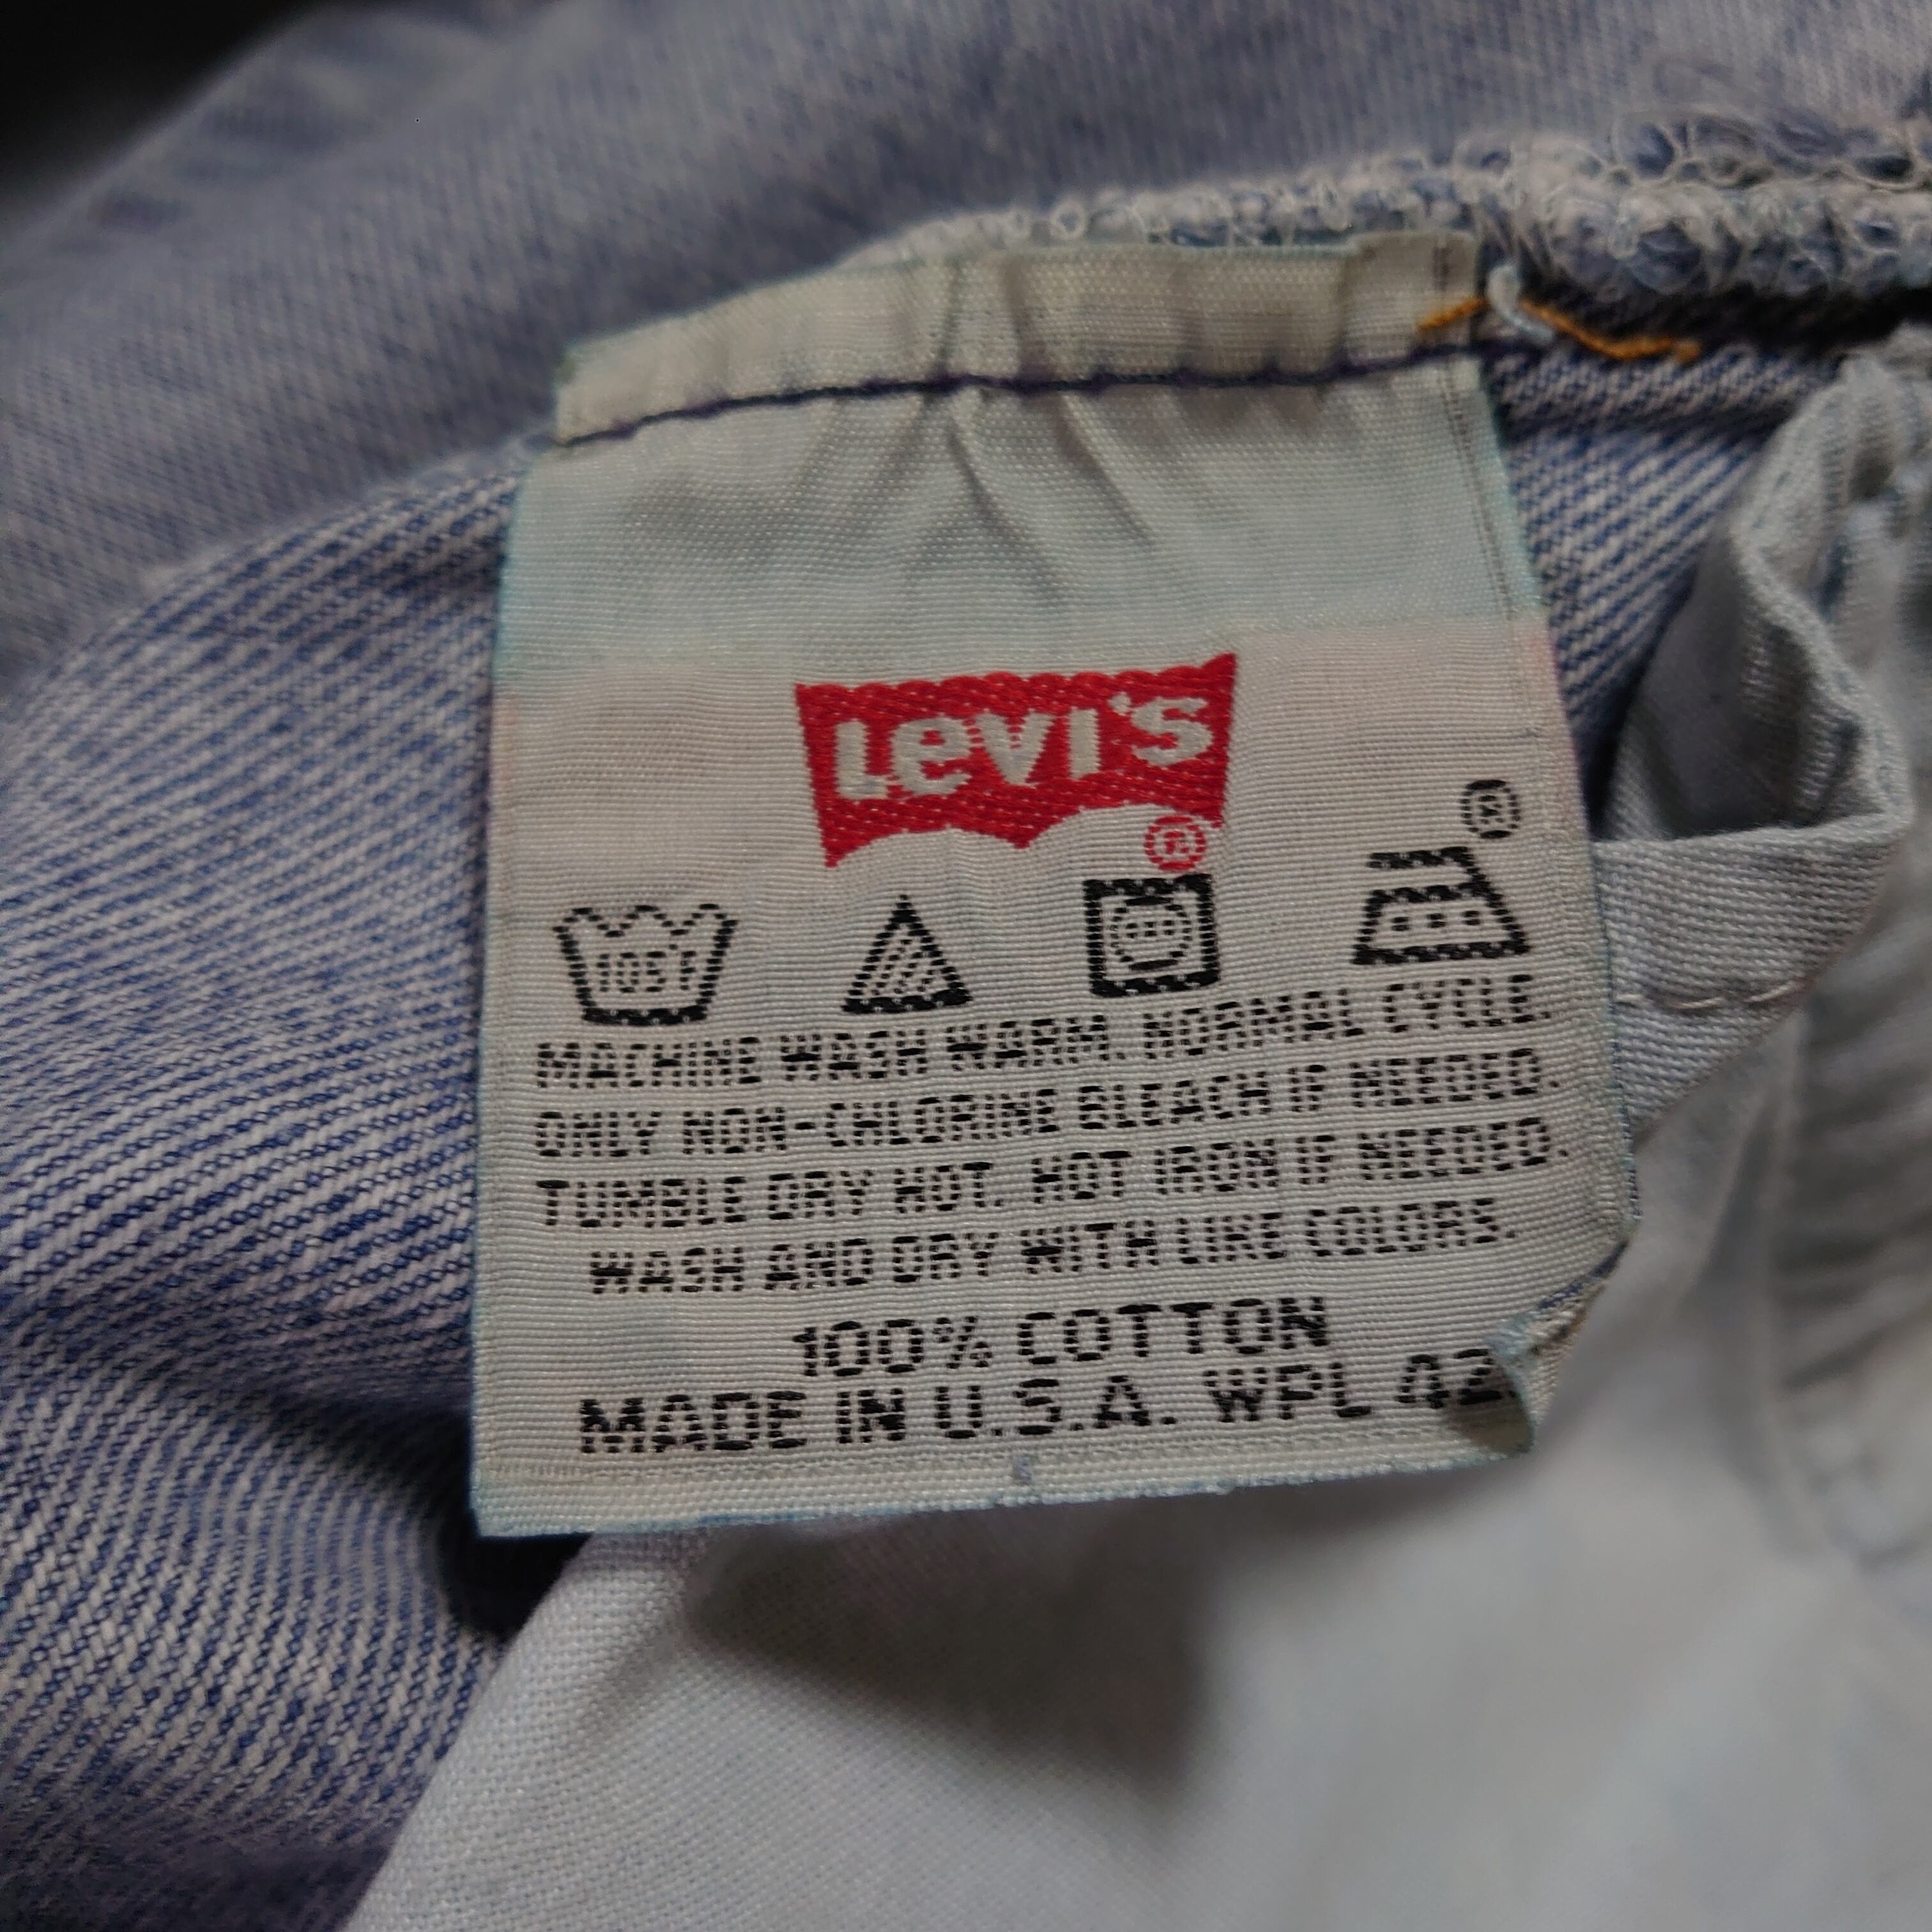 Levi's
®
®
105°F
MACHINE WASH WARM. NORMAL CYCLE.
ONLY NON-CHLORINE BLEACH IF NEEDED.
TUMBLE DRY HOT. HOT IRON IF NEEDED.
WASH AND DRY WITH LIKE COLORS.
100% COTTON
MADE IN U.S.A. WPL 42